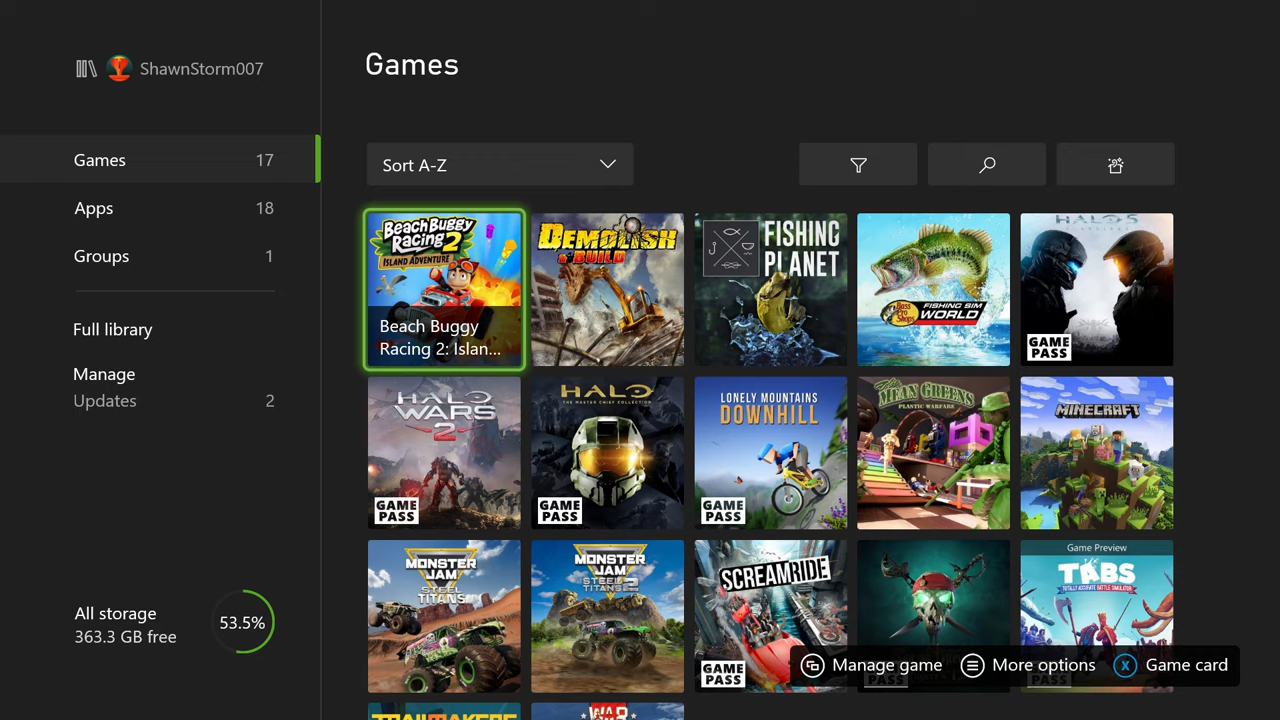 ShawnStorm007
Games
Games 17
Apps 18
Groups 1
Full library
Manage
Updates 2
All storage
363.3 GB free
53.5%
Sort A-Z
Beach Buggy
Racing 2
ISLAND ADVENTURE
Beach Buggy
Racing 2: Islan...
DEMOLISH
& BUILD
FISHING
PLANET
Bass
Pro Shops
FISHING SIM
WORLD
HALO 5
GAME
PASS
HALO
WARS
2
GAME
PASS
HALO
THE MASTER CHIEF COLLECTION
GAME
PASS
LONELY MOUNTAINS
DOWNHILL
GAME
PASS
The
MEAN GREENS
PLASTIC WARFARE
MINECRAFT
MONSTER
JAM
STEEL
TITANS
MONSTER
JAM
STEEL
TITANS 2
SCREAMRIDE
GAME
PASS
PASS
Game Preview
TABS
TOTALLY ACCURATE BATTLE SIMULATOR
PASS
Manage game
More options
X Game card
TRAILMAKERS
WAR